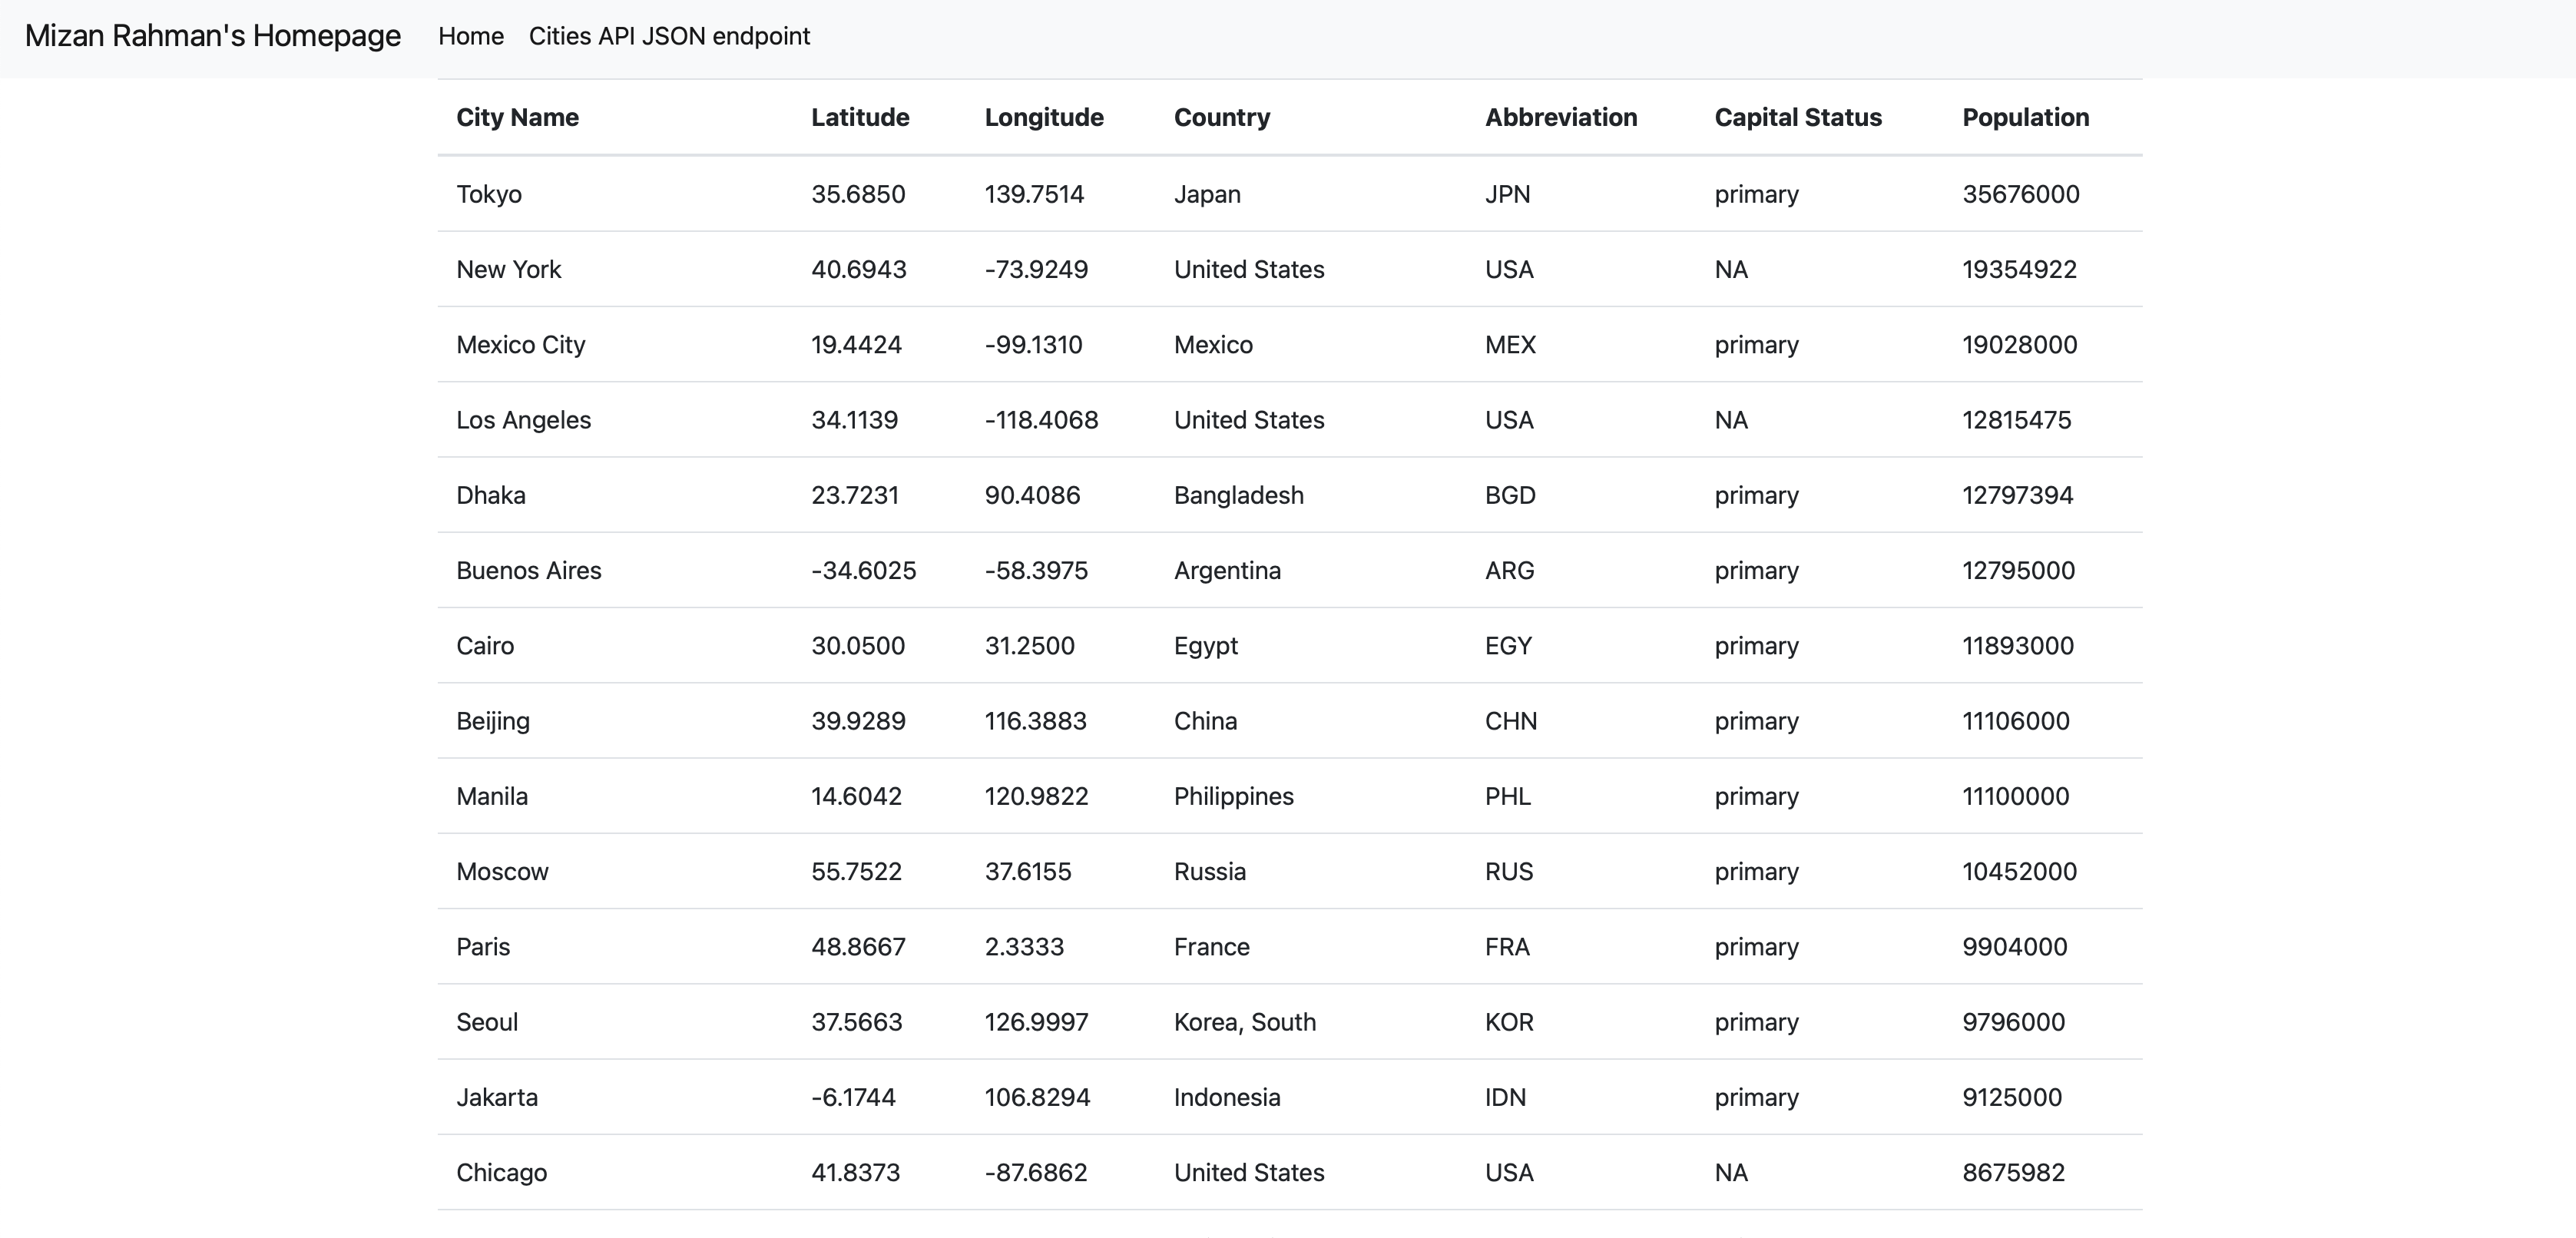 Mizan Rahman's Homepage Home Cities API JSON endpoint
City Name Latitude Longitude Country Abbreviation Capital Status Population
Tokyo 35.6850 139.7514 Japan JPN primary 35676000
New York 40.6943 -73.9249 United States USA NA 19354922
Mexico City 19.4424 -99.1310 Mexico MEX primary 19028000
Los Angeles 34.1139 -118.4068 United States USA NA 12815475
Dhaka 23.7231 90.4086 Bangladesh BGD primary 12797394
Buenos Aires -34.6025 -58.3975 Argentina ARG primary 12795000
Cairo 30.0500 31.2500 Egypt EGY primary 11893000
Beijing 39.9289 116.3883 China CHN primary 11106000
Manila 14.6042 120.9822 Philippines PHL primary 11100000
Moscow 55.7522 37.6155 Russia RUS primary 10452000
Paris 48.8667 2.3333 France FRA primary 9904000
Seoul 37.5663 126.9997 Korea, South KOR primary 9796000
Jakarta -6.1744 106.8294 Indonesia IDN primary 9125000
Chicago 41.8373 -87.6862 United States USA NA 8675982